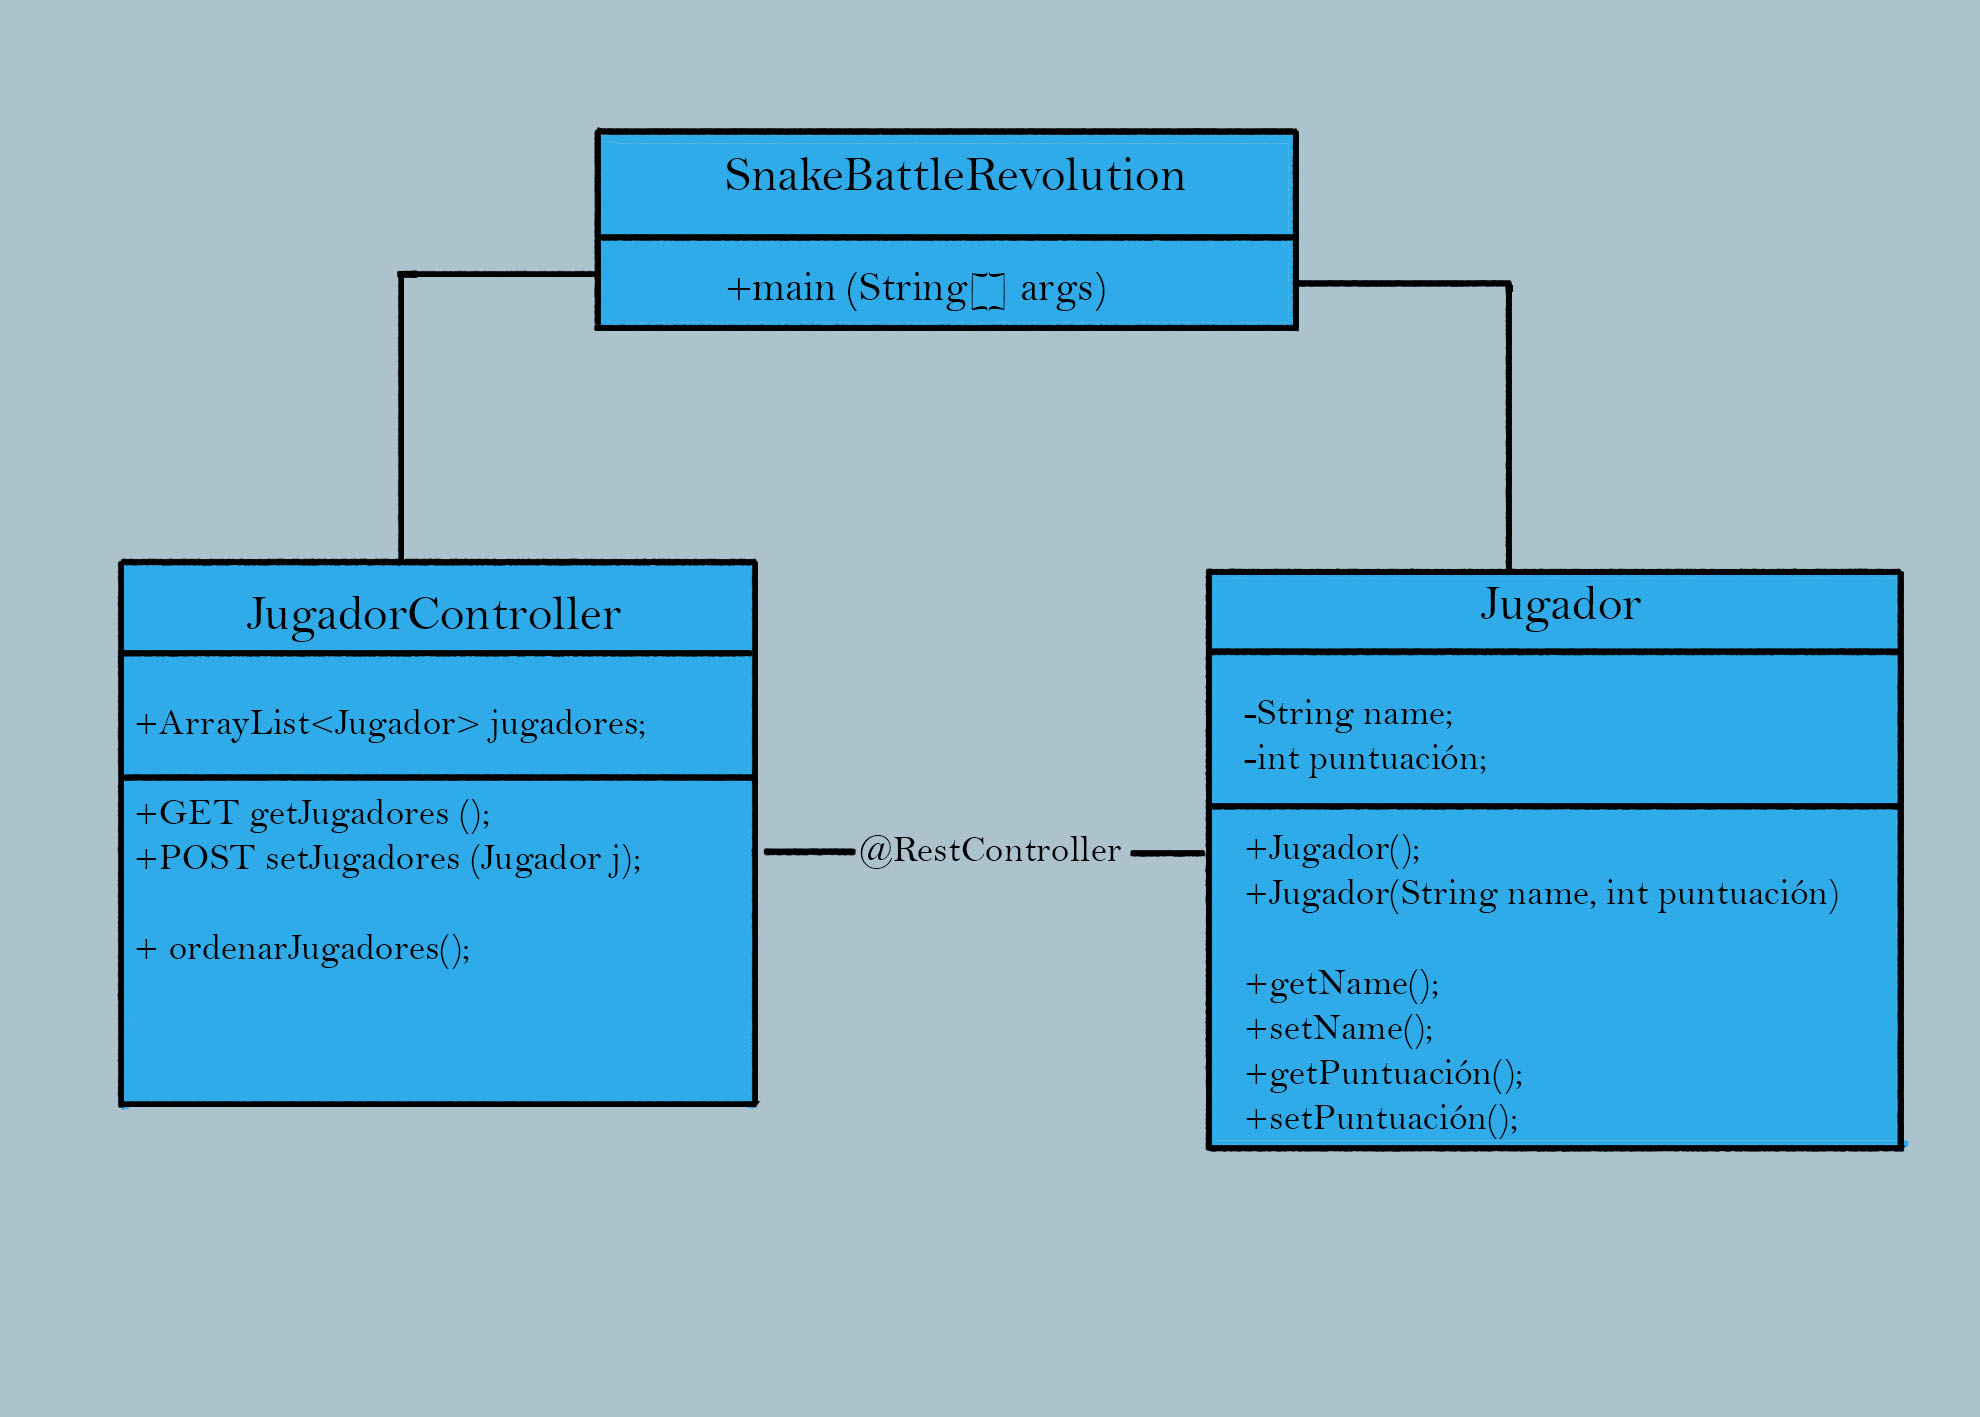 SnakeBattleRevolution
+main (String[] args)
JugadorController
+ArrayList<Jugador> jugadores;
+GET getJugadores ();
+POST setJugadores (Jugador j);
+ ordenarJugadores();
@RestController
Jugador
-String name;
-int puntuación;
+Jugador();
+Jugador(String name, int puntuación)
+getName();
+setName();
+getPuntuación();
+setPuntuación();